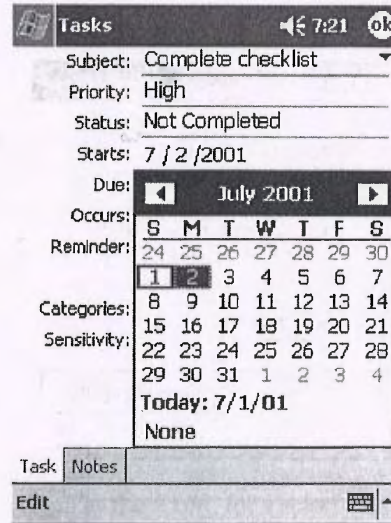 Tasks 7:21 ok
Subject: Complete checklist
Priority: High
Status: Not Completed
Starts: 7 / 2 /2001
Due:
July 2001
Occurs:
S M T W T F S
Reminder:
24 25 26 27 28 29 30
1 2 3 4 5 6 7
Categories:
8 9 10 11 12 13 14
15 16 17 18 19 20 21
Sensitivity:
22 23 24 25 26 27 28
29 30 31 1 2 3 4
Today: 7/1/01
None
Task Notes
Edit